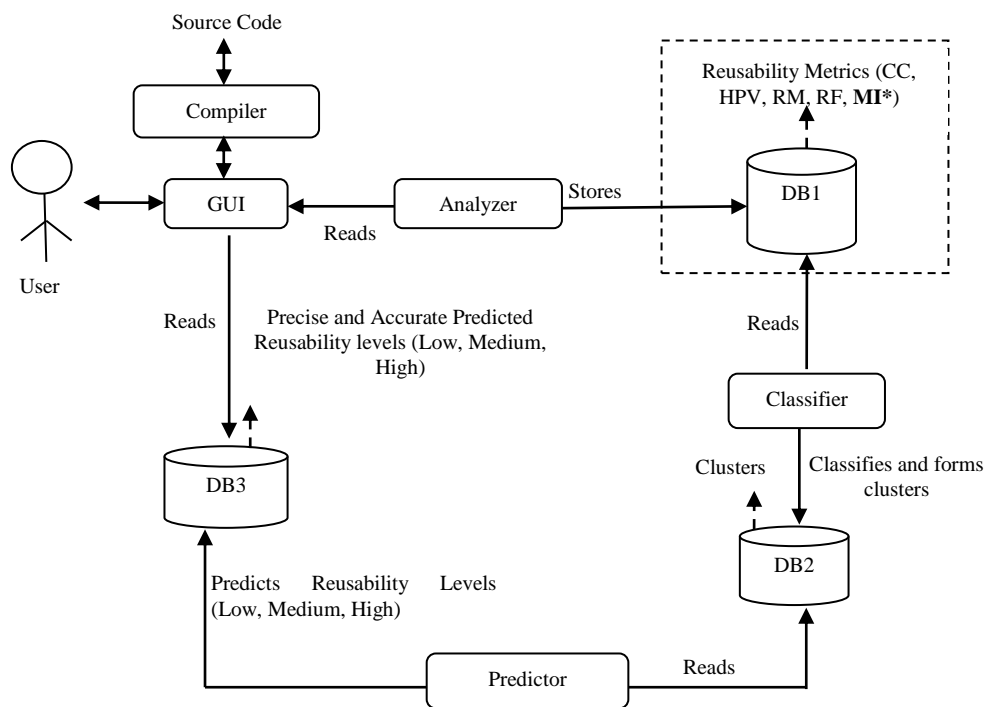 Source Code
Compiler
Reusability Metrics (CC,
HPV, RM, RF, MI*)
GUI
Analyzer
Stores
DB1
Reads
User
Reads
Precise and Accurate Predicted
Reusability levels (Low, Medium,
High)
Reads
Classifier
Clusters
Classifies and forms
clusters
DB3
DB2
Predicts Reusability Levels
(Low, Medium, High)
Predictor
Reads